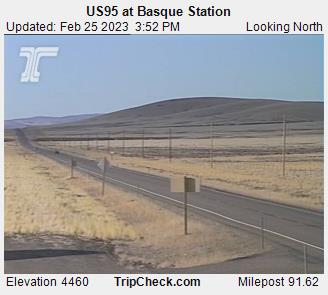 US95 at Basque Station
Updated: Feb 25 2023 3:52 PM Looking North
Elevation 4460 TripCheck.com Milepost 91.62